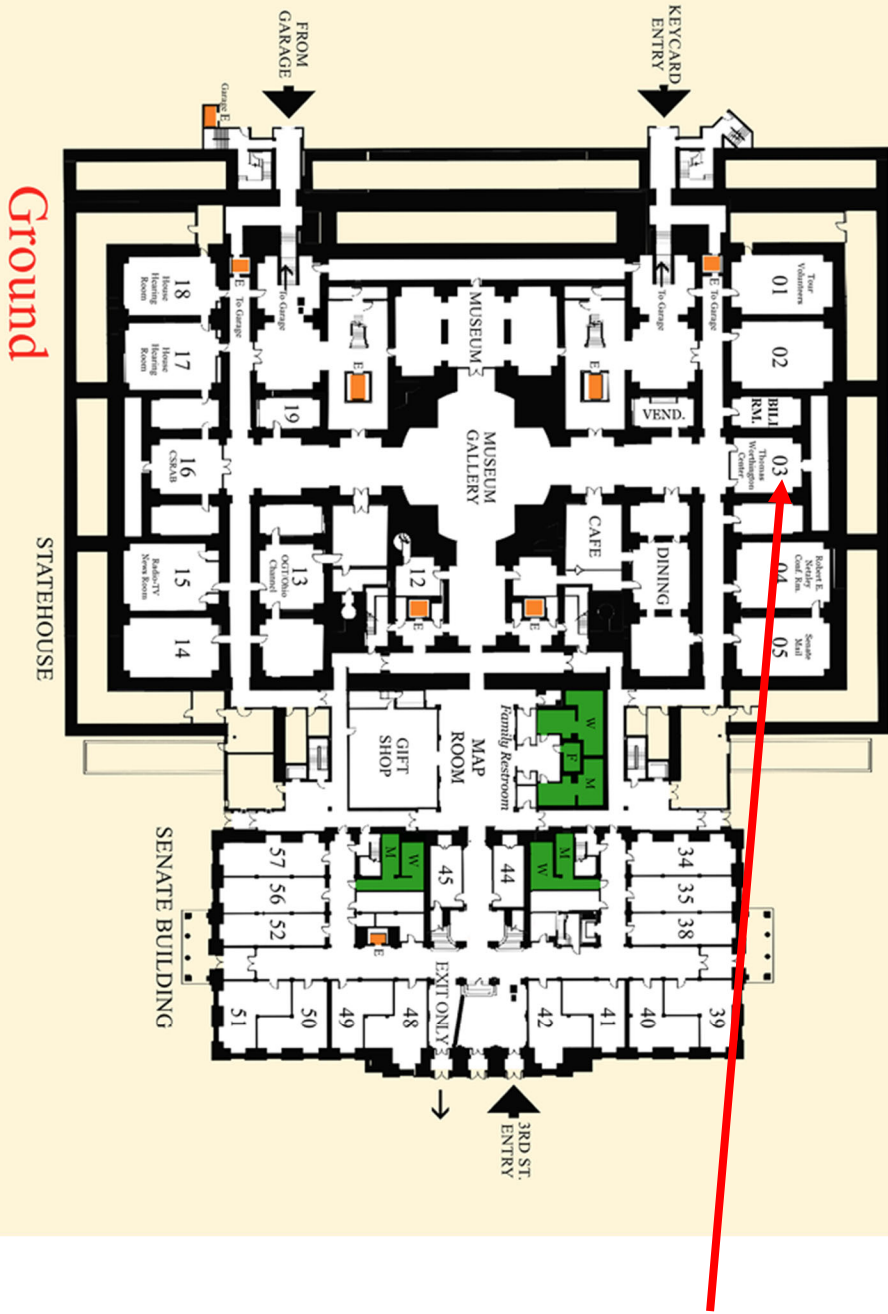 KEYCARD
ENTRY
Tour
Volunteers
01
02
BILL
RM.
03
Thomas
Worthington
Center
Robert E.
Netzley
Conf. Rm.
04
Senate
Mail
05
34
35
38
39
40
41
42
E To Garage
To Garage
VEND.
DINING
CAFE
E
E
W
F
M
Family Restroom
M
W
44
3RD ST.
ENTRY
MUSEUM
MUSEUM
GALLERY
MAP
ROOM
45
EXIT ONLY
FROM
GARAGE
To Garage
E
12
E
GIFT
SHOP
W
M
E
48
49
50
51
19
13
OGT/Ohio
Channel
Garage E
E To Garage
18
House
Hearing
Room
17
House
Hearing
Room
16
CSRAB
15
Radio-TV
News Room
14
57
56
52
STATEHOUSE
SENATE BUILDING
Ground